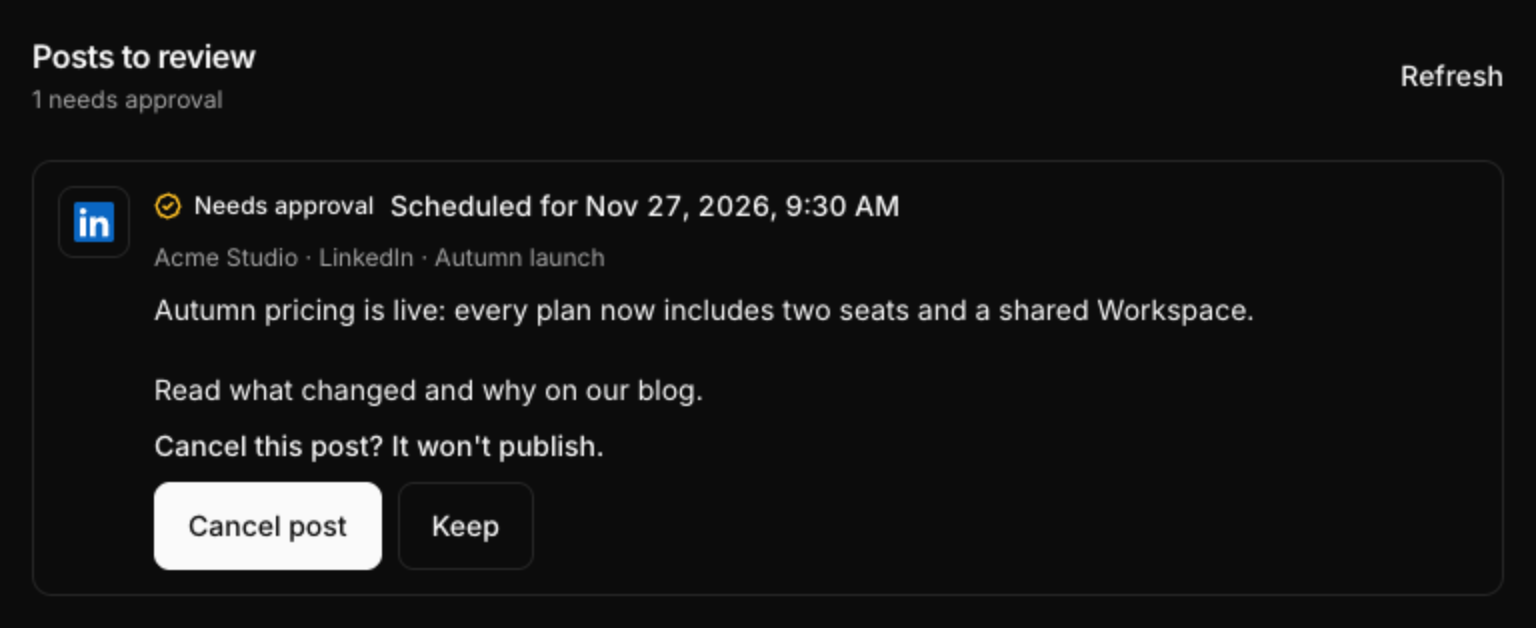 Posts to review
1 needs approval
Refresh
in
Needs approval Scheduled for Nov 27, 2026, 9:30 AM
Acme Studio · LinkedIn · Autumn launch
Autumn pricing is live: every plan now includes two seats and a shared Workspace.
Read what changed and why on our blog.
Cancel this post? It won't publish.
Cancel post
Keep